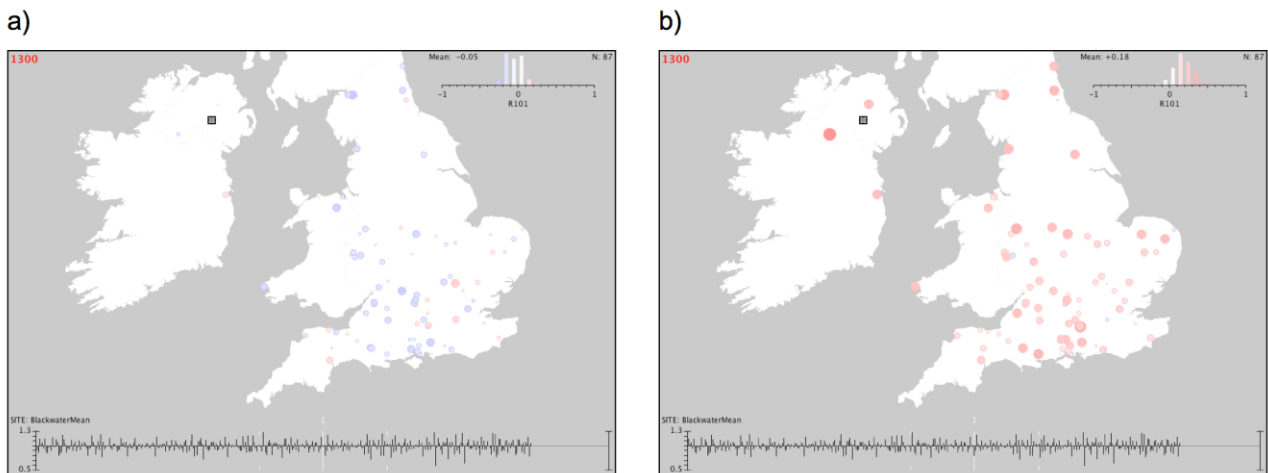 a)
1300
Mean: -0.05
N: 87
-1 0 1
R101
SITE: BlackwaterMean
1.3
0.5
b)
1300
Mean: +0.18
N: 87
-1 0 1
R101
SITE: BlackwaterMean
1.3
0.5